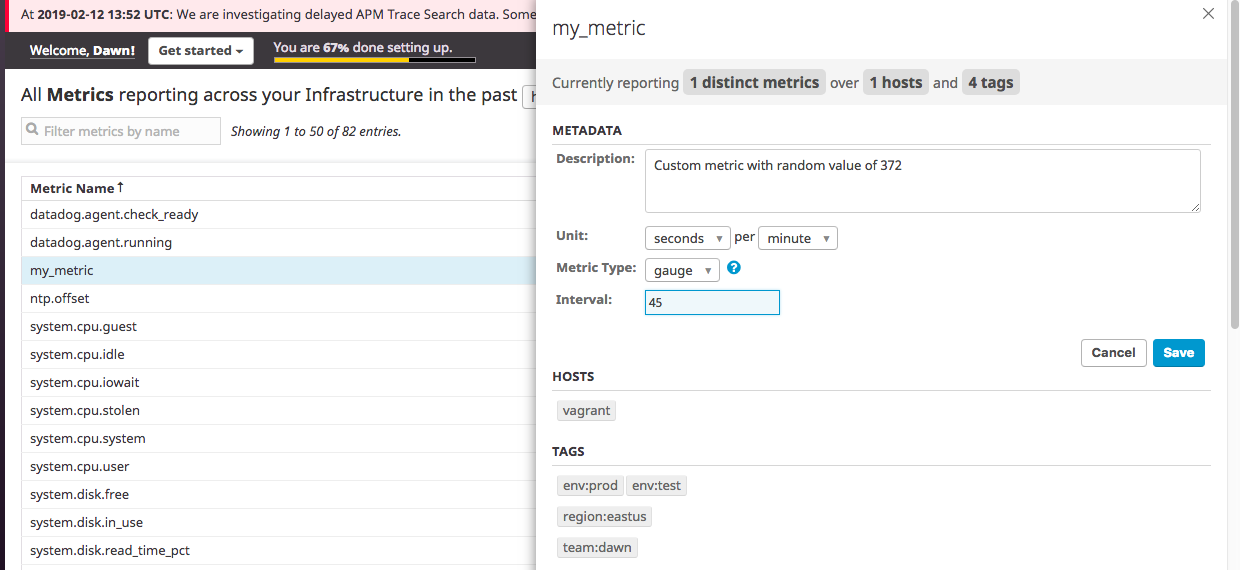 At 2019-02-12 13:52 UTC: We are investigating delayed APM Trace Search data. Some
Welcome, Dawn!
Get started
You are 67% done setting up.
All Metrics reporting across your Infrastructure in the past
Filter metrics by name
Showing 1 to 50 of 82 entries.
Metric Name
datadog.agent.check_ready
datadog.agent.running
my_metric
ntp.offset
system.cpu.guest
system.cpu.idle
system.cpu.iowait
system.cpu.stolen
system.cpu.system
system.cpu.user
system.disk.free
system.disk.in_use
system.disk.read_time_pct
my_metric
Currently reporting 1 distinct metrics over 1 hosts and 4 tags
METADATA
Description: Custom metric with random value of 372
Unit: seconds per minute
Metric Type: gauge ?
Interval: 45
Cancel Save
HOSTS
vagrant
TAGS
env:prod env:test
region:eastus
team:dawn